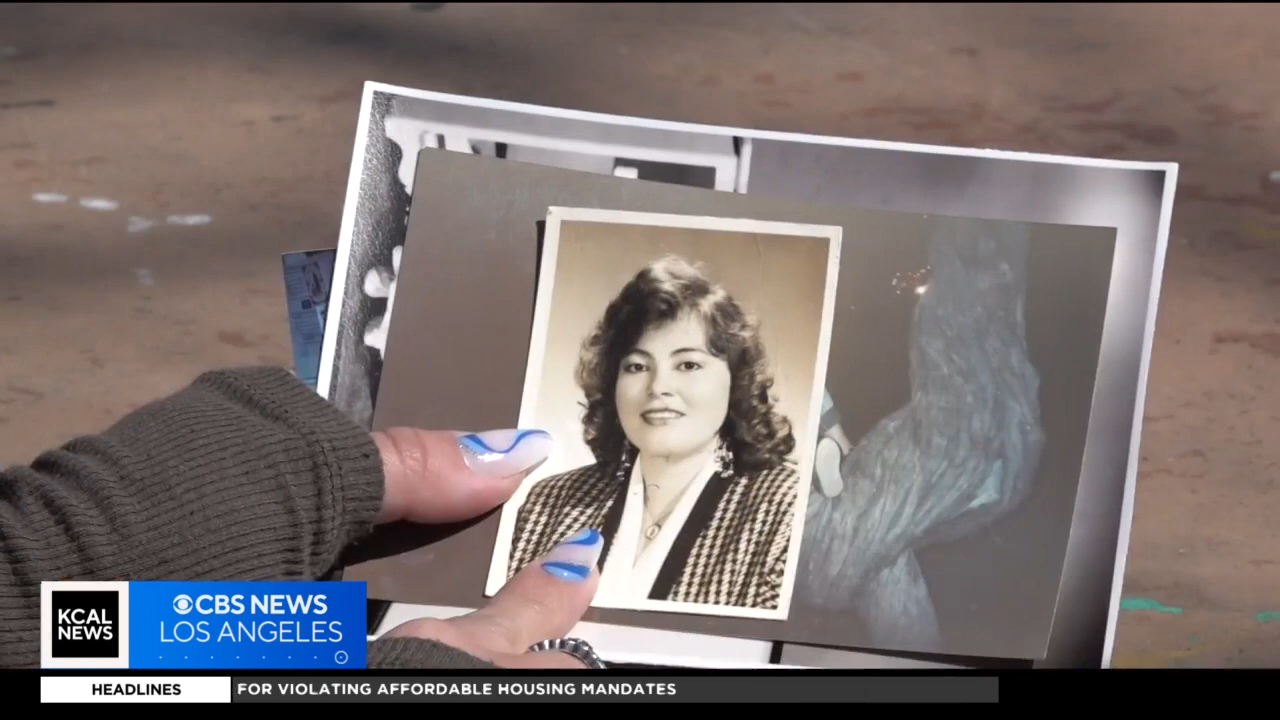 KCAL
NEWS
CBS NEWS
LOS ANGELES
HEADLINES
FOR VIOLATING AFFORDABLE HOUSING MANDATES